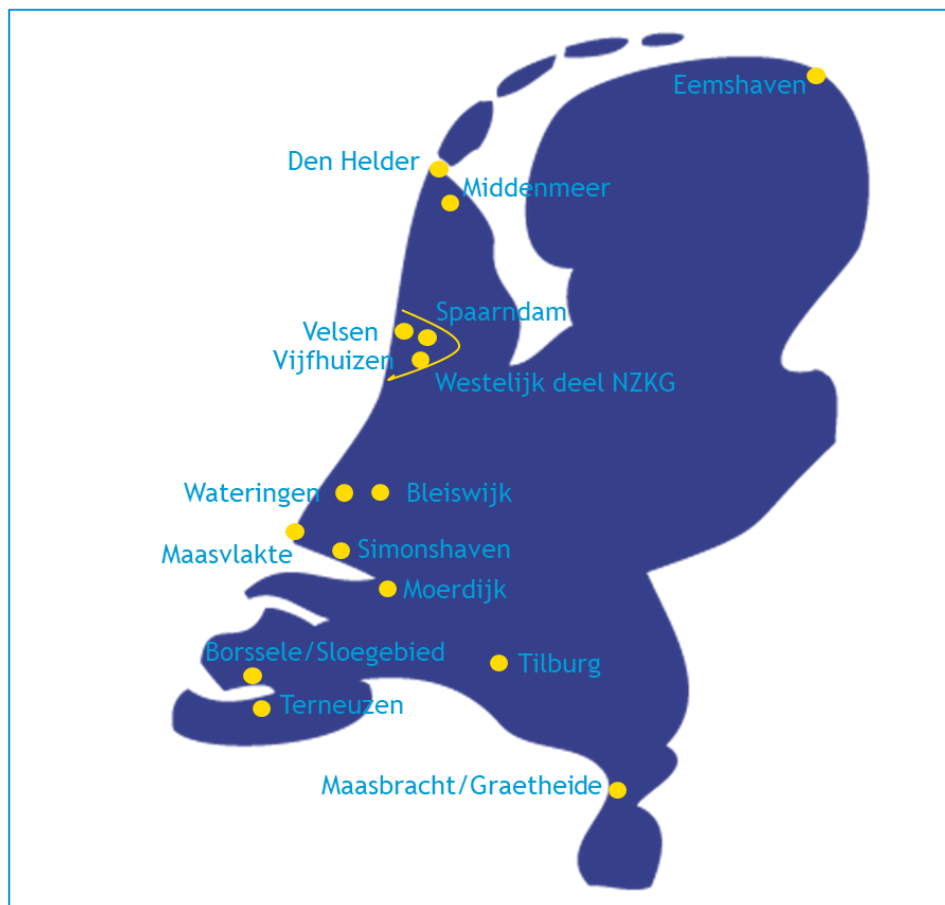 Eemshaven
Den Helder
Middenmeer
Spaarndam
Velsen
Vijfhuizen
Westelijk deel NZKG
Wateringen
Bleiswijk
Maasvlakte
Simonshaven
Moerdijk
Borssele/Sloegebied
Tilburg
Terneuzen
Maasbracht/Graetheide